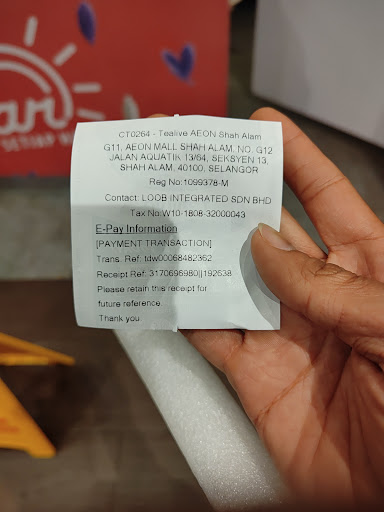 ar
SETIAP
CT0264 - Tealive AEON Shah Alam
G11, AEON MALL SHAH ALAM, NO. G12
JALAN AQUATIK 13/64, SEKSYEN 13,
SHAH ALAM, 40100, SELANGOR
Reg No:1099378-M
Contact: LOOB INTEGRATED SDN BHD
Tax No:W10-1808-32000043
E-Pay Information
[PAYMENT TRANSACTION]
Trans. Ref: tdw00068482362
Receipt Ref: 3170696980||192638
Please retain this receipt for
future reference.
Thank you.